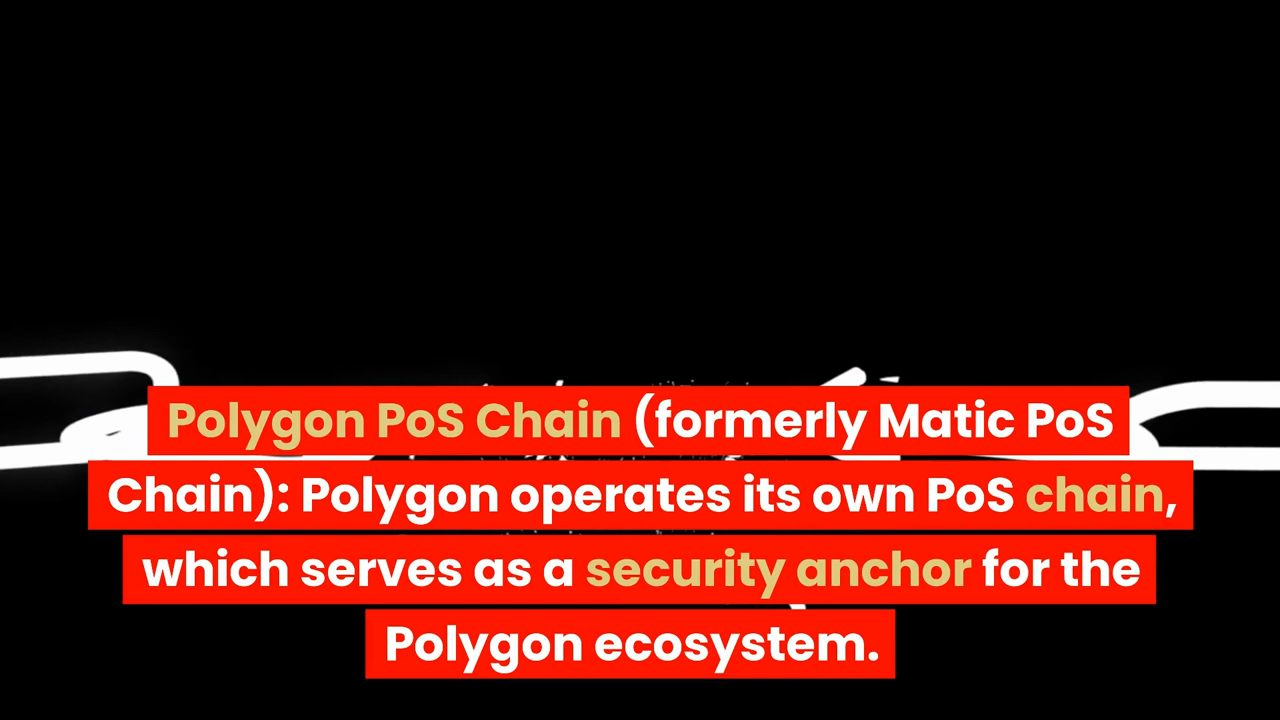 Polygon PoS Chain (formerly Matic PoS
Chain): Polygon operates its own PoS chain,
which serves as a security anchor for the
Polygon ecosystem.